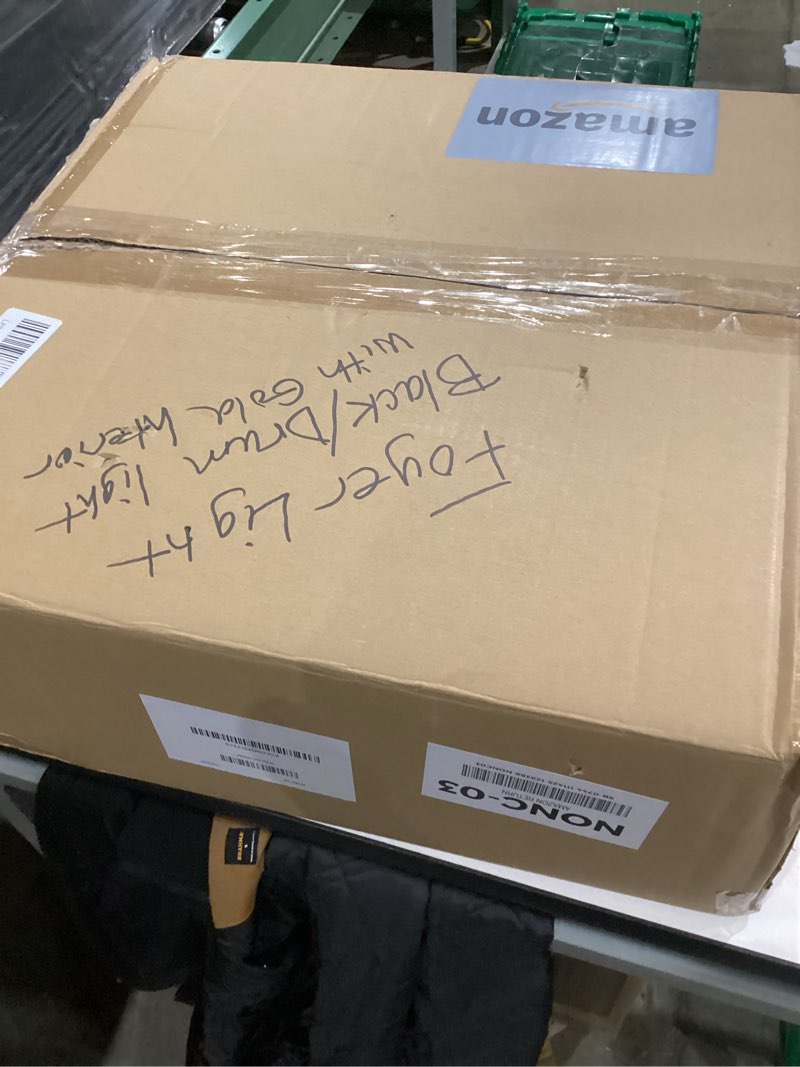 amazon
Foyer Light
Black/Drum light
with Gold Interior
NONC-03
AMAZON RETURN